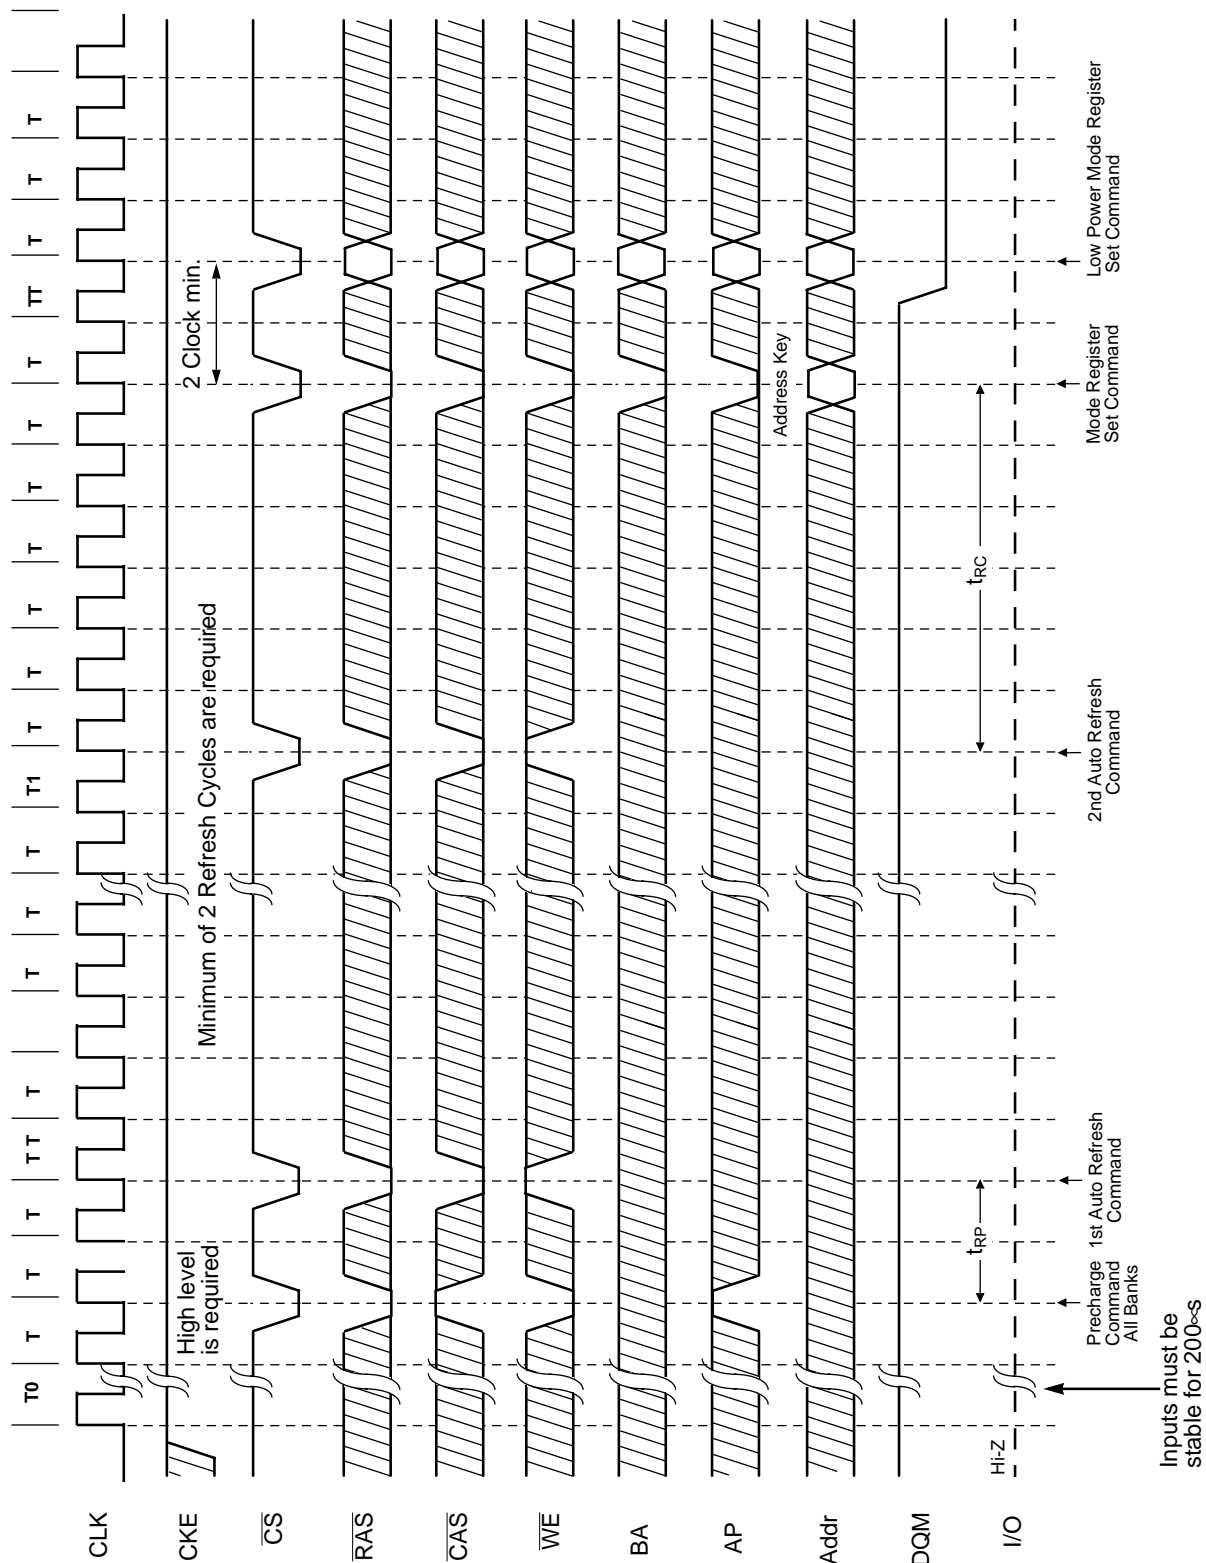 T0
T
T
T
T T
T
T
T
T
T1
T
T
T
T
T
T
T
TT
T
T
T
CLK
CKE
High level
is required
Minimum of 2 Refresh Cycles are required
2 Clock min.
CS
RAS
CAS
WE
BA
AP
Address Key
Addr
DQM
I/O
Hi-Z
tRP
tRC
Precharge
Command
All Banks
1st Auto Refresh
Command
2nd Auto Refresh
Command
Mode Register
Set Command
Low Power Mode Register
Set Command
Inputs must be
stable for 200∝s